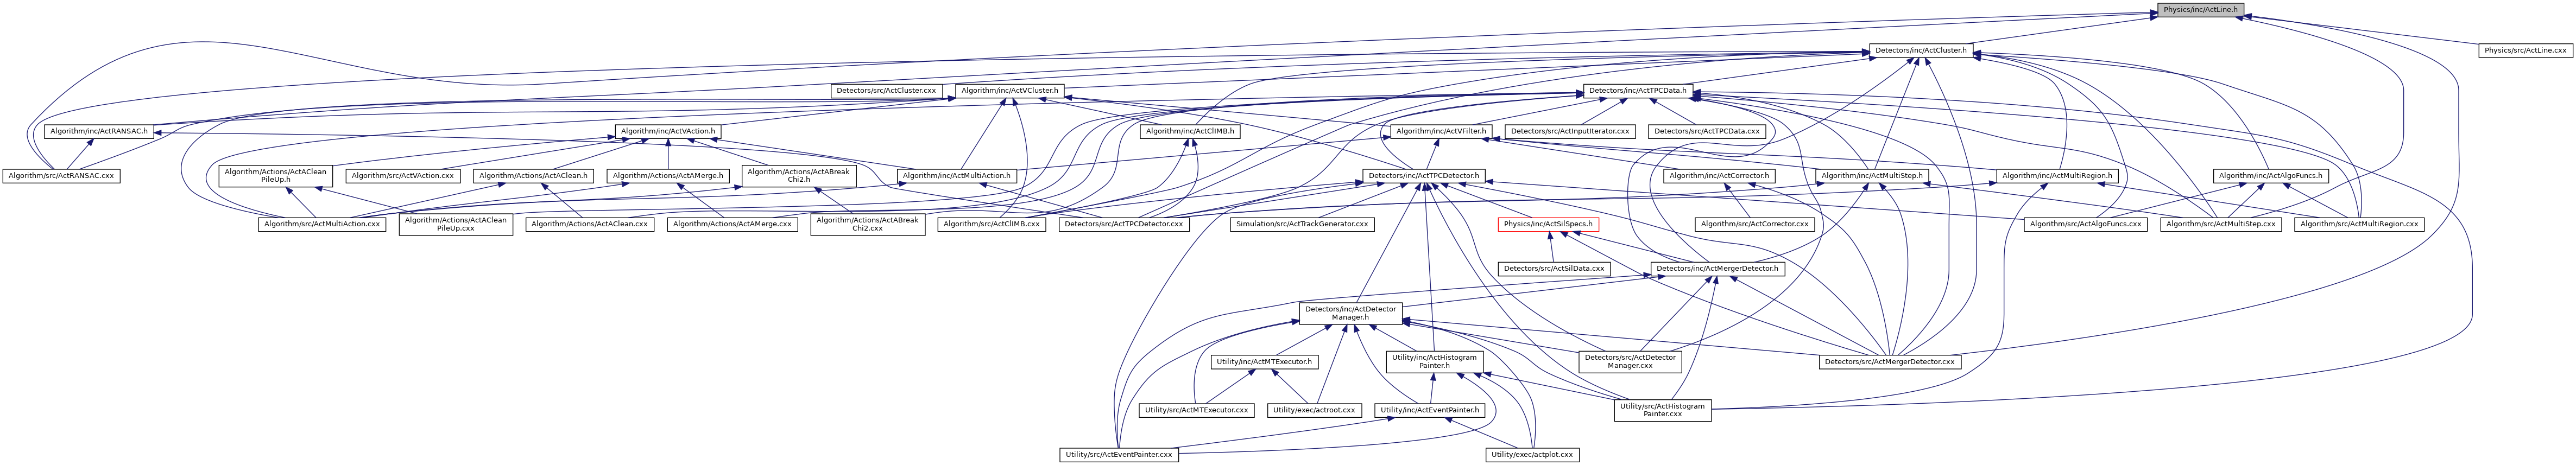 Physics/inc/ActLine.h
Detectors/inc/ActCluster.h
Physics/src/ActLine.cxx
Detectors/src/ActCluster.cxx
Algorithm/inc/ActVCluster.h
Detectors/inc/ActTPCData.h
Algorithm/inc/ActRANSAC.h
Algorithm/inc/ActVAction.h
Algorithm/inc/ActCliMB.h
Algorithm/inc/ActVFilter.h
Detectors/src/ActInputIterator.cxx
Detectors/src/ActTPCData.cxx
Algorithm/src/ActRANSAC.cxx
Algorithm/Actions/ActAClean
PileUp.h
Algorithm/src/ActVAction.cxx
Algorithm/Actions/ActAClean.h
Algorithm/Actions/ActAMerge.h
Algorithm/Actions/ActABreak
Chi2.h
Algorithm/inc/ActMultiAction.h
Detectors/inc/ActTPCDetector.h
Algorithm/inc/ActCorrector.h
Algorithm/inc/ActMultiStep.h
Algorithm/inc/ActMultiRegion.h
Algorithm/inc/ActAlgoFuncs.h
Algorithm/src/ActMultiAction.cxx
Algorithm/Actions/ActAClean
PileUp.cxx
Algorithm/Actions/ActAClean.cxx
Algorithm/Actions/ActAMerge.cxx
Algorithm/Actions/ActABreak
Chi2.cxx
Algorithm/src/ActCliMB.cxx
Detectors/src/ActTPCDetector.cxx
Simulation/src/ActTrackGenerator.cxx
Physics/inc/ActSilSpecs.h
Algorithm/src/ActCorrector.cxx
Algorithm/src/ActAlgoFuncs.cxx
Algorithm/src/ActMultiStep.cxx
Algorithm/src/ActMultiRegion.cxx
Detectors/src/ActSilData.cxx
Detectors/inc/ActMergerDetector.h
Detectors/inc/ActDetector
Manager.h
Utility/inc/ActMTExecutor.h
Utility/inc/ActHistogram
Painter.h
Detectors/src/ActDetector
Manager.cxx
Detectors/src/ActMergerDetector.cxx
Utility/src/ActMTExecutor.cxx
Utility/exec/actroot.cxx
Utility/inc/ActEventPainter.h
Utility/src/ActHistogram
Painter.cxx
Utility/src/ActEventPainter.cxx
Utility/exec/actplot.cxx